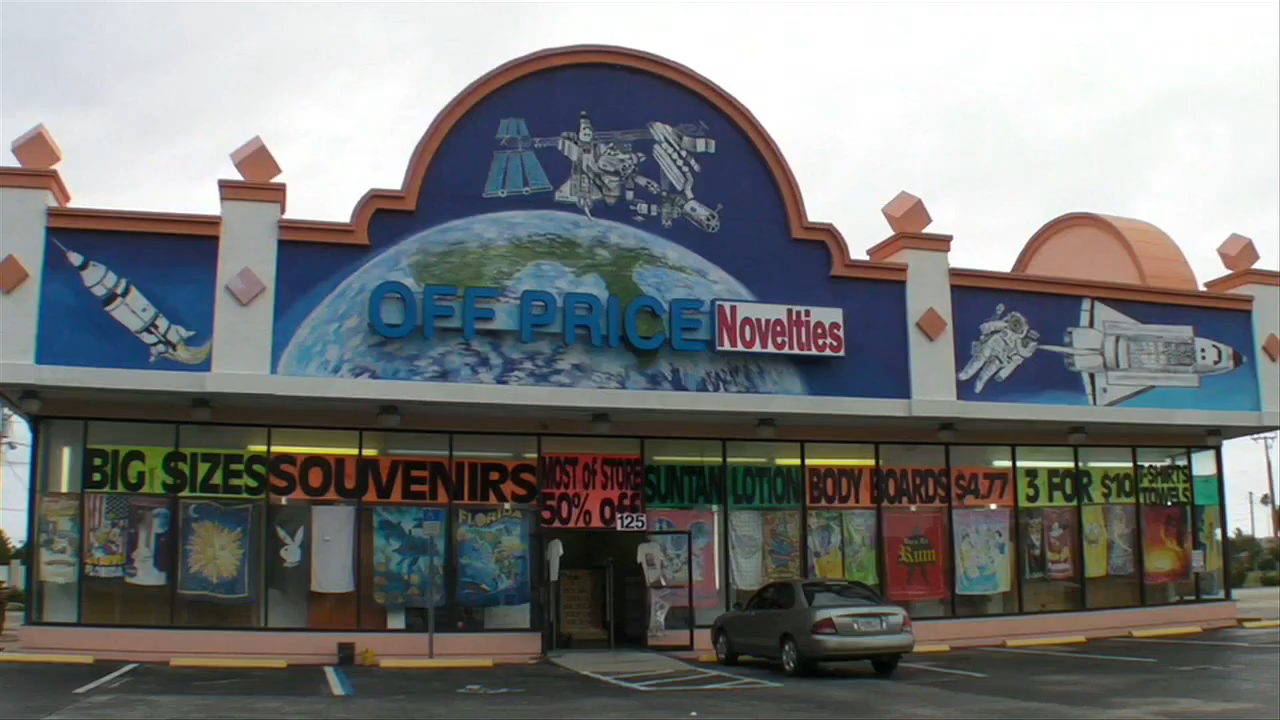 OFF PRICE Novelties
BIG SIZES SOUVENIRS
MOST of STORE
50% off
125
SUNTAN LOTION
BODY BOARDS $4.77
3 FOR $10
T-SHIRTS
TOWELS
FLORIDA
Rum